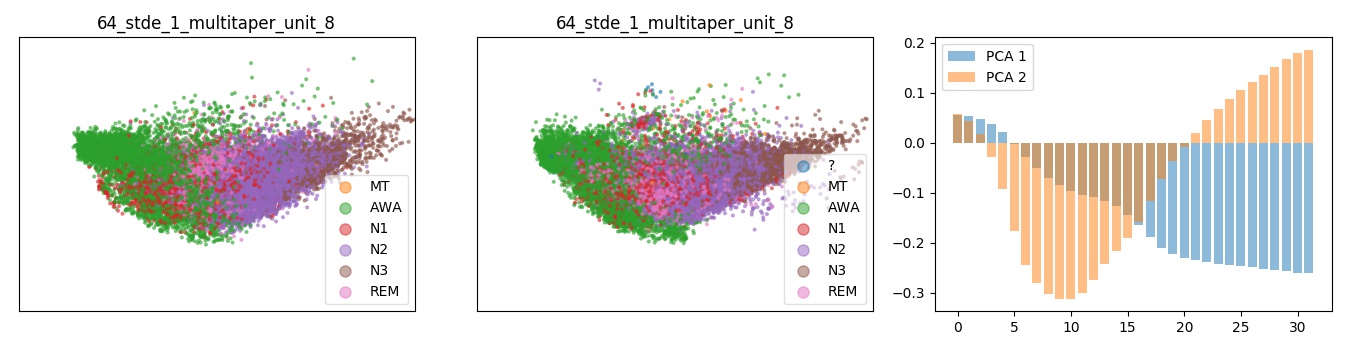 64_stde_1_multitaper_unit_8
MT
AWA
N1
N2
N3
REM
64_stde_1_multitaper_unit_8
?
MT
AWA
N1
N2
N3
REM
PCA 1
PCA 2
0.2
0.1
0.0
−0.1
−0.2
−0.3
0 5 10 15 20 25 30